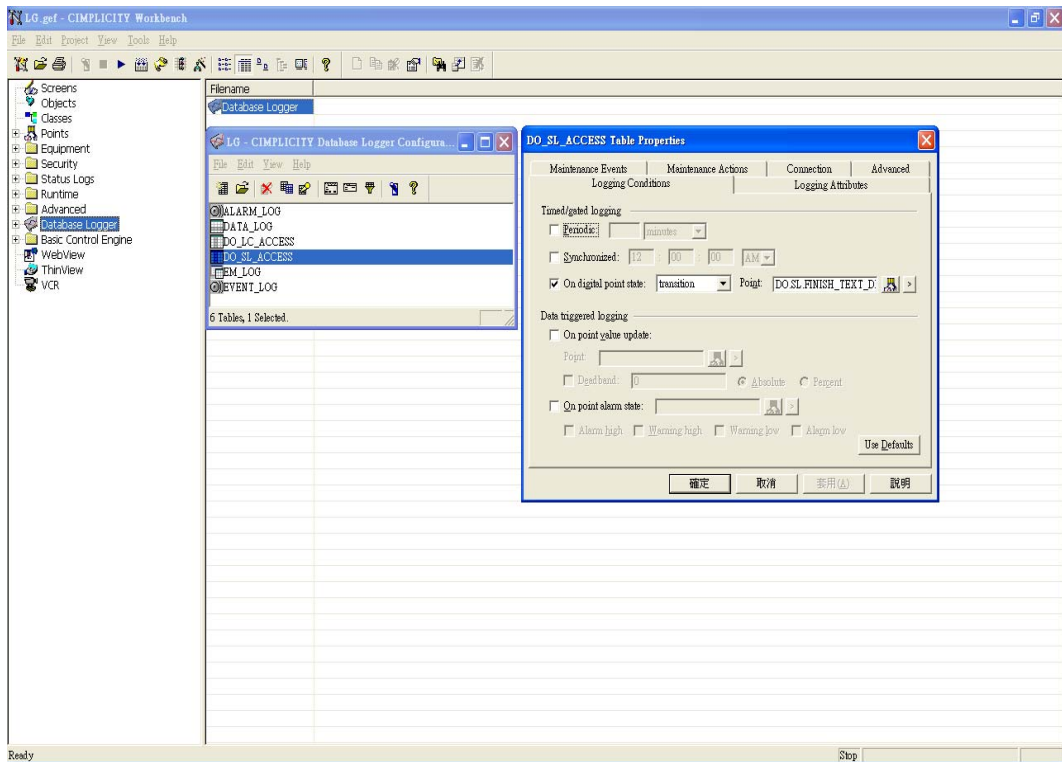 LG.gef - CIMPLICITY Workbench
File Edit Project View Tools Help
Screens
Objects
Classes
Points
Equipment
Security
Status Logs
Runtime
Advanced
Database Logger
Basic Control Engine
WebView
ThinView
VCR
Filename
Database Logger
LG - CIMPLICITY Database Logger Configura...
File Edit View Help
ALARM_LOG
DATA_LOG
DO_LC_ACCESS
DO_SL_ACCESS
EM_LOG
EVENT_LOG
6 Tables, 1 Selected.
DO_SL_ACCESS Table Properties
Maintenance Events Maintenance Actions Connection Advanced
Logging Conditions Logging Attributes
Timed/gated logging
Periodic: minutes
Synchronized: 12 : 00 : 00 AM
On digital point state: transition Point: DO.SL.FINISH_TEXT_D
Data triggered logging
On point value update:
Point:
Deadband: 0 Absolute Percent
On point alarm state:
Alarm high Warning high Warning low Alarm low
Use Defaults
確定 取消 套用(A) 說明
Ready Stop